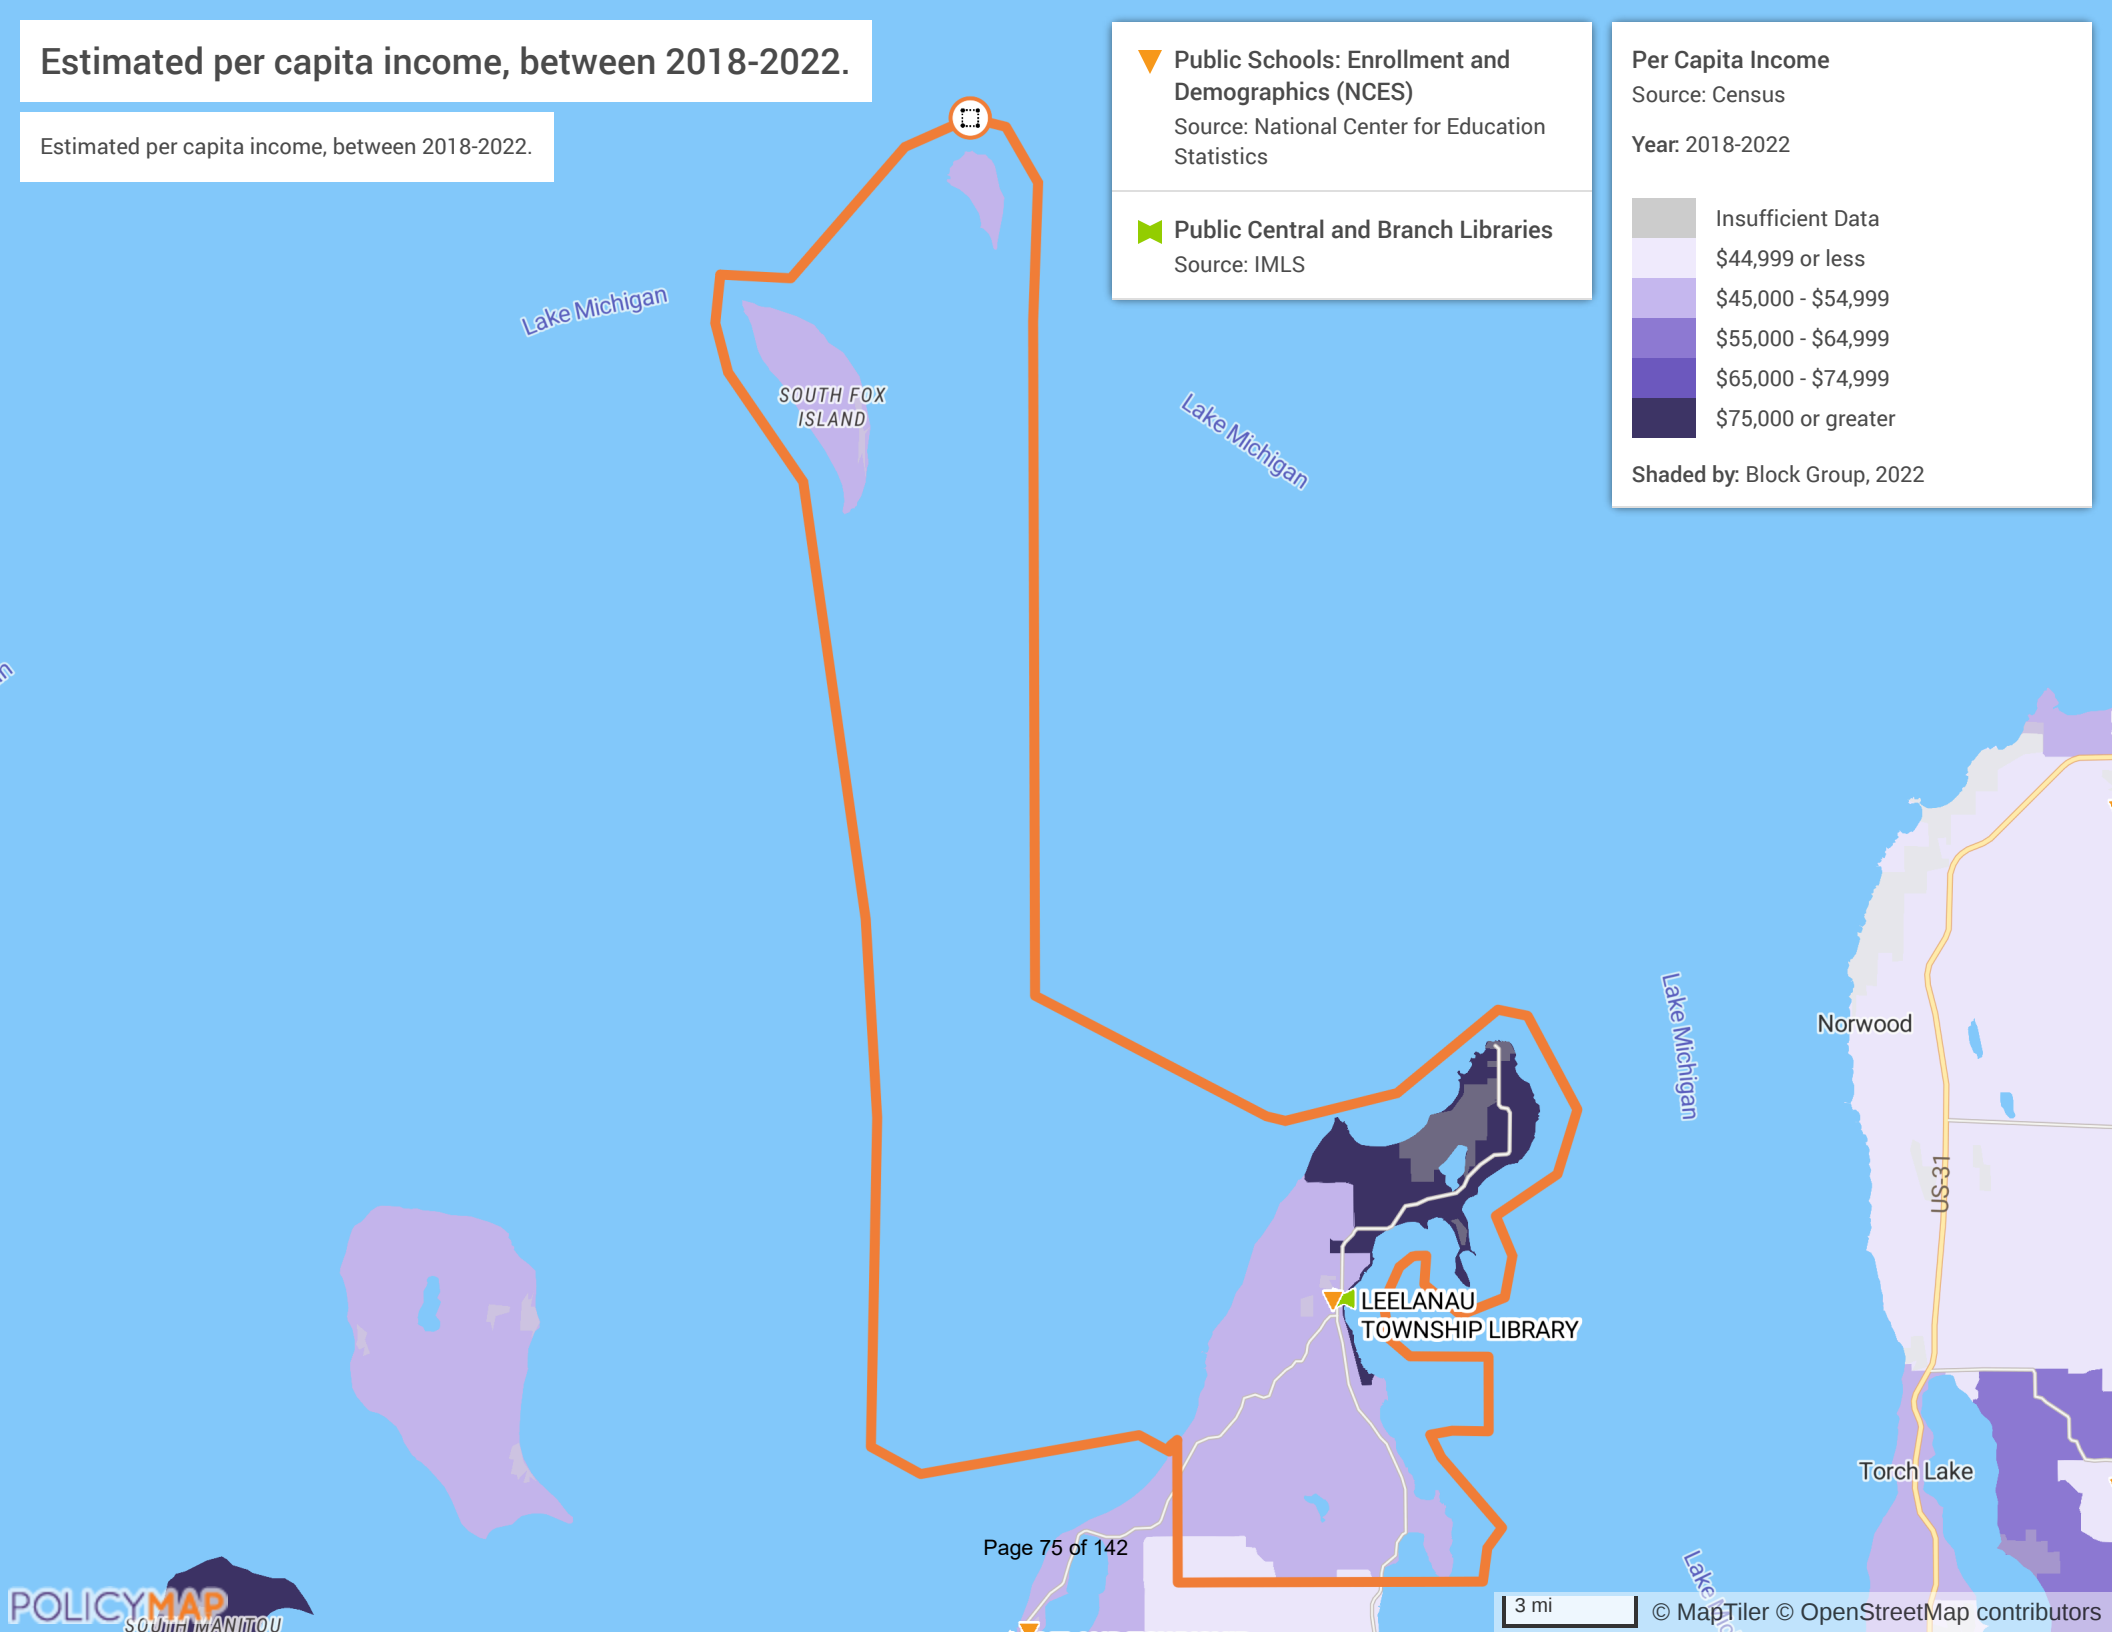 Estimated per capita income, between 2018-2022.
Estimated per capita income, between 2018-2022.
Public Schools: Enrollment and
Demographics (NCES)
Source: National Center for Education
Statistics
Public Central and Branch Libraries
Source: IMLS
Per Capita Income
Source: Census
Year: 2018-2022
Insufficient Data
$44,999 or less
$45,000 - $54,999
$55,000 - $64,999
$65,000 - $74,999
$75,000 or greater
Shaded by: Block Group, 2022
Lake Michigan
SOUTH FOX
ISLAND
Lake Michigan
Lake Michigan
Norwood
US-31
LEELANAU
TOWNSHIP LIBRARY
Torch Lake
Page 75 of 142
POLICYMAP
SOUTH MANITOU
3 mi
© MapTiler © OpenStreetMap contributors